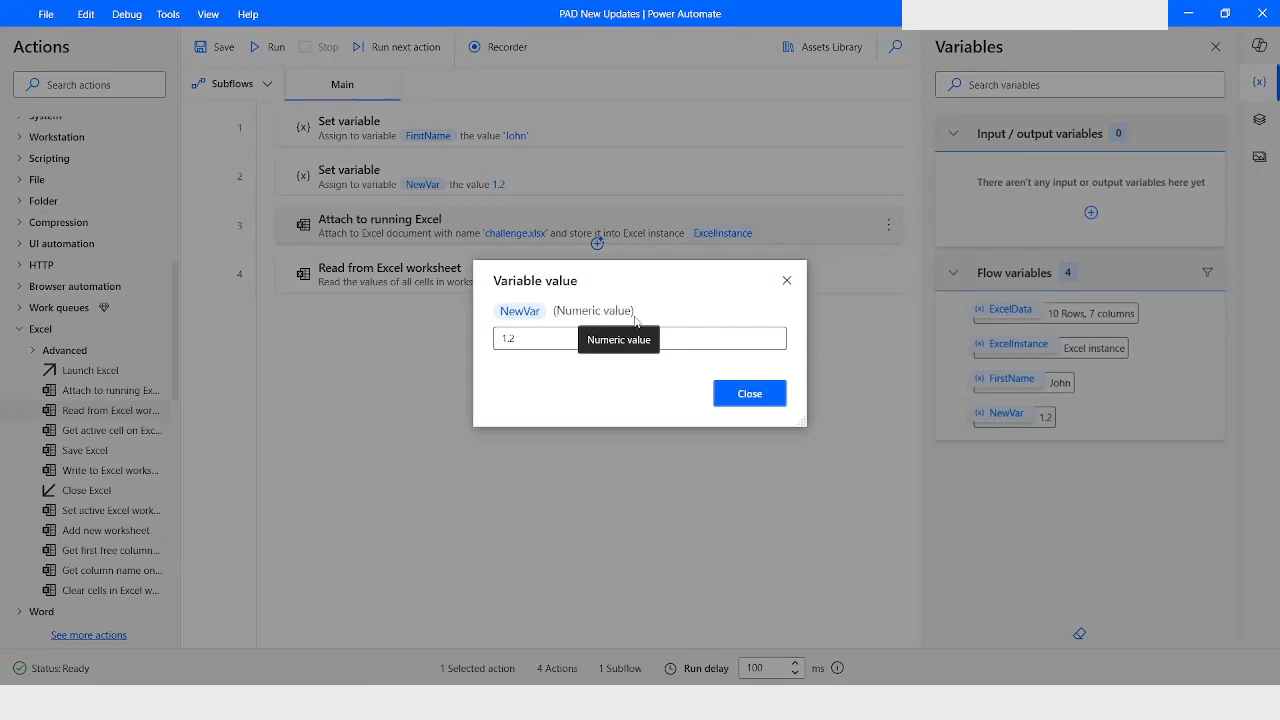 File Edit Debug Tools View Help
PAD New Updates | Power Automate
Actions
Search actions
System
Workstation
Scripting
File
Folder
Compression
UI automation
HTTP
Browser automation
Work queues
Excel
Advanced
Launch Excel
Attach to running Ex...
Read from Excel wor...
Get active cell on Exc...
Save Excel
Write to Excel works...
Close Excel
Set active Excel work...
Add new worksheet
Get first free column...
Get column name on...
Clear cells in Excel w...
Word
See more actions
Save Run Stop Run next action Recorder Assets Library
Subflows Main
1 {x} Set variable
Assign to variable FirstName the value 'John'
2 {x} Set variable
Assign to variable NewVar the value 1.2
3 Attach to running Excel
Attach to Excel document with name 'challenge.xlsx' and store it into Excel instance ExcelInstance
4 Read from Excel worksheet
Read the values of all cells in works
Variable value
NewVar (Numeric value)
1.2
Numeric value
Close
Variables
{x}
Search variables
Input / output variables 0
There aren't any input or output variables here yet
Flow variables 4
{x} ExcelData 10 Rows, 7 columns
{x} ExcelInstance Excel instance
{x} FirstName John
{x} NewVar 1.2
Status: Ready 1 Selected action 4 Actions 1 Subflow Run delay 100 ms